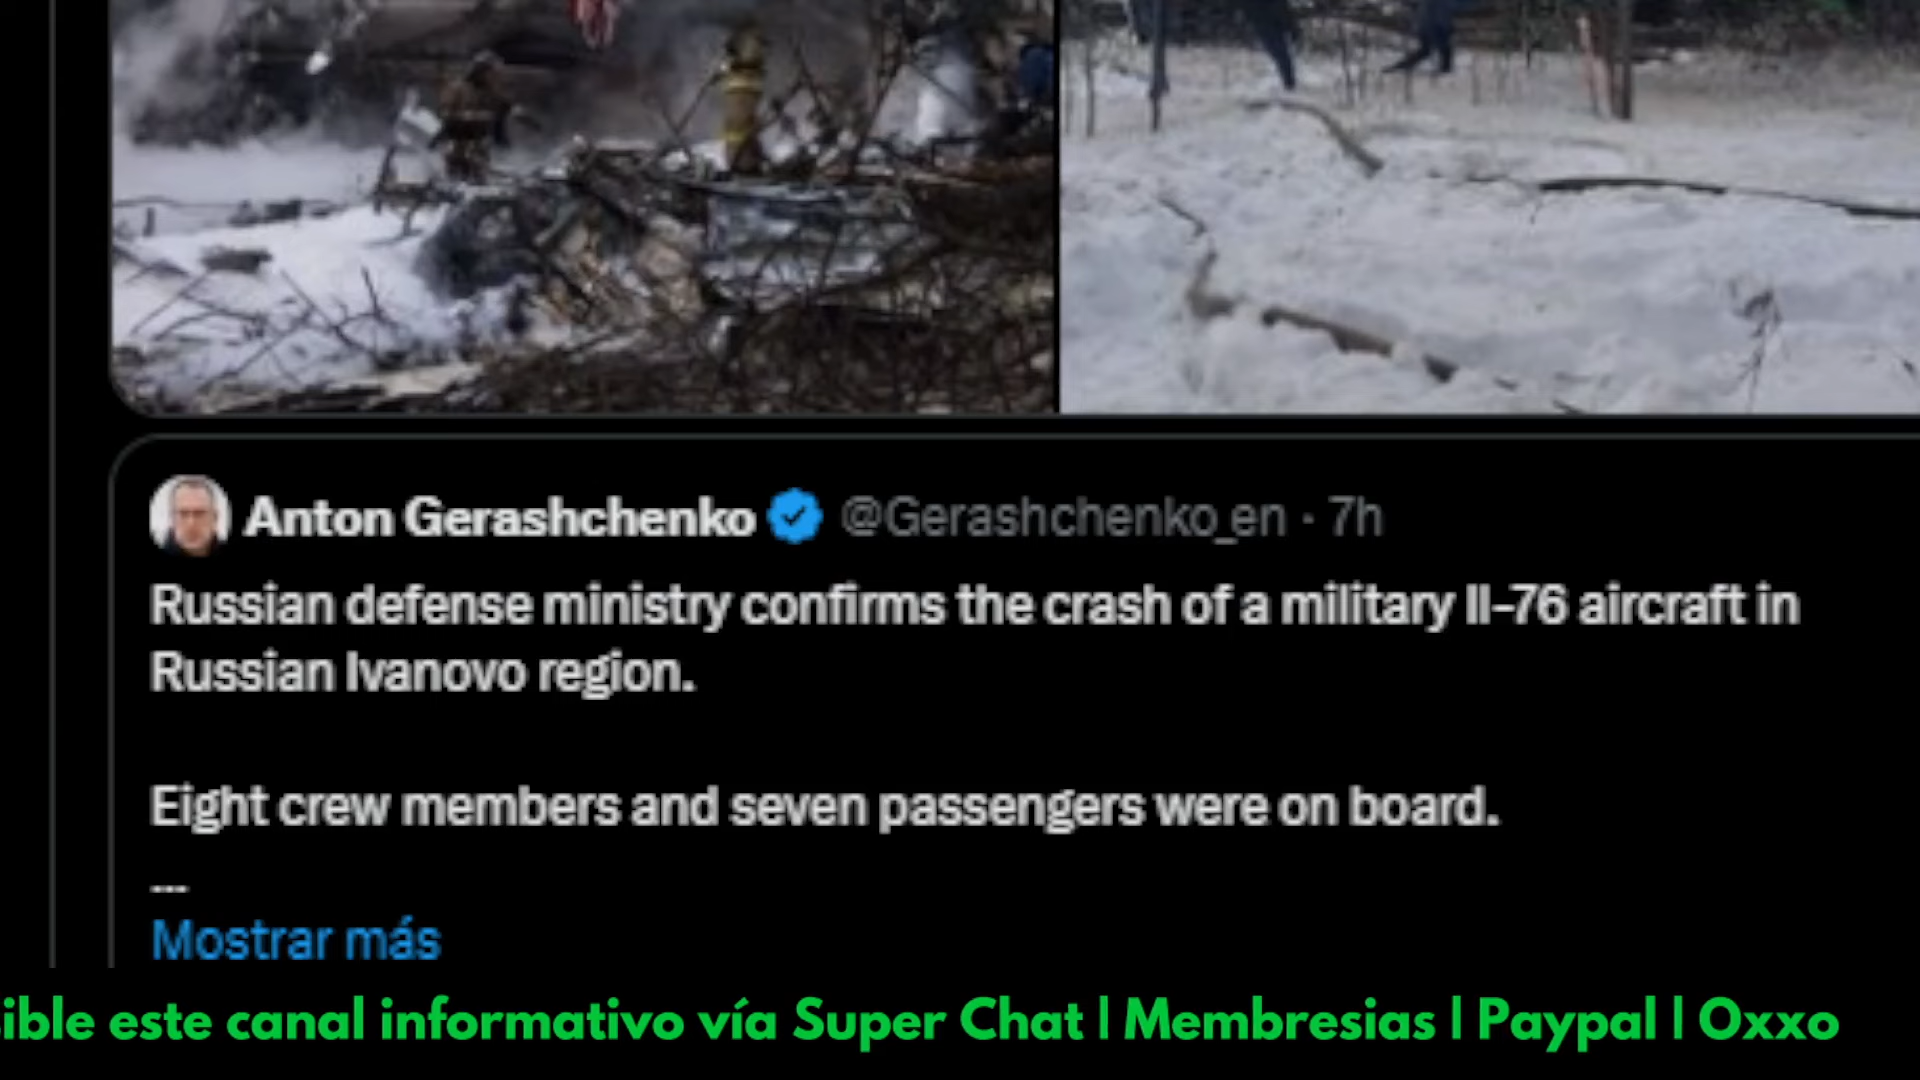 Anton Gerashchenko @Gerashchenko_en · 7h
Russian defense ministry confirms the crash of a military Il-76 aircraft in
Russian Ivanovo region.
Eight crew members and seven passengers were on board.
---
Mostrar más
ible este canal informativo vía Super Chat | Membresias | Paypal | Oxxo